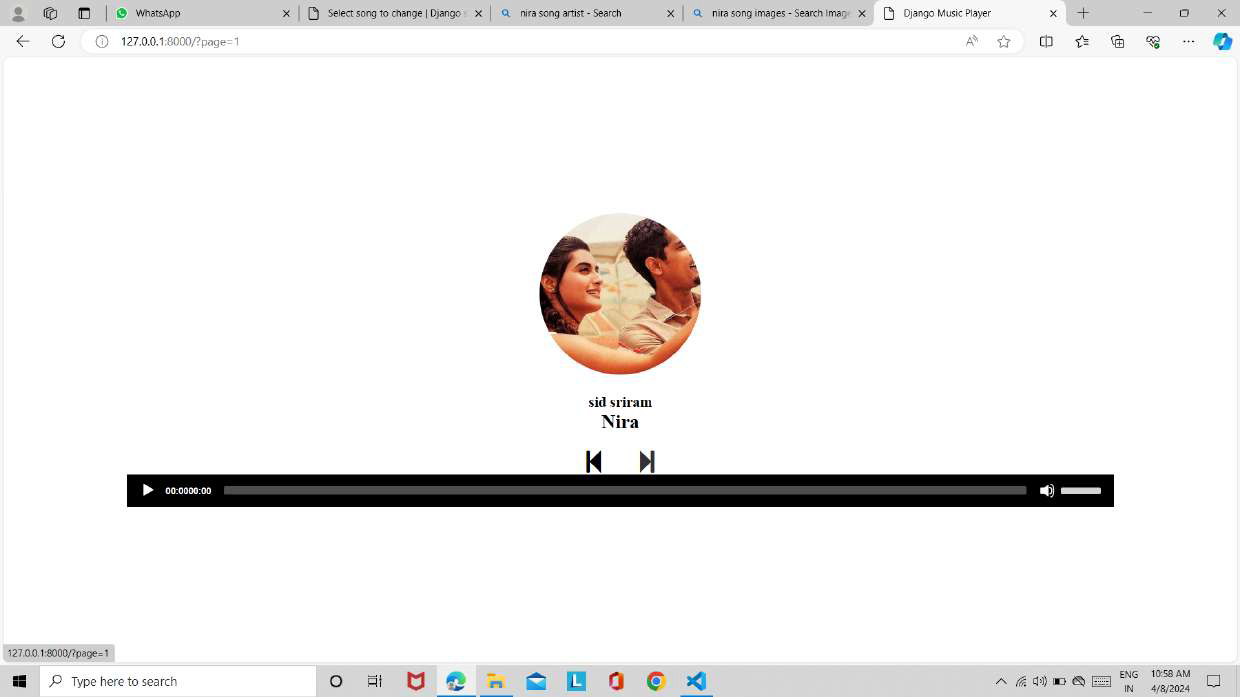 WhatsApp
Select song to change | Django s
nira song artist - Search
nira song images - Search Image
Django Music Player
127.0.0.1:8000/?page=1
sid sriram
Nira
00:0000:00
127.0.0.1:8000/?page=1
Type here to search
L
ENG
IN
10:58 AM
4/8/2024